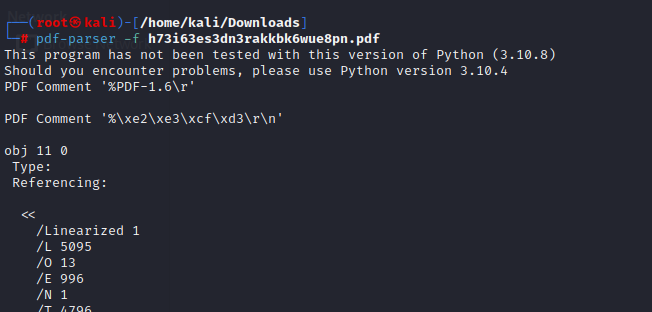 (root㉿kali)-[/home/kali/Downloads]
# pdf-parser -f h73i63es3dn3rakkbk6wue8pn.pdf
This program has not been tested with this version of Python (3.10.8)
Should you encounter problems, please use Python version 3.10.4
PDF Comment '%PDF-1.6\r'
PDF Comment '%\xe2\xe3\xcf\xd3\r\n'
obj 11 0
Type:
Referencing:
<<
/Linearized 1
/L 5095
/O 13
/E 996
/N 1
/T 4796